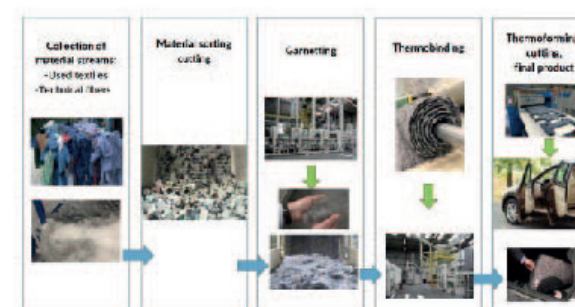 Collection of
material streams:
-Used textiles
-Technical fibers
Material sorting
cutting
Garnetting
Thermobinding
Thermoforming,
cutting,
final product